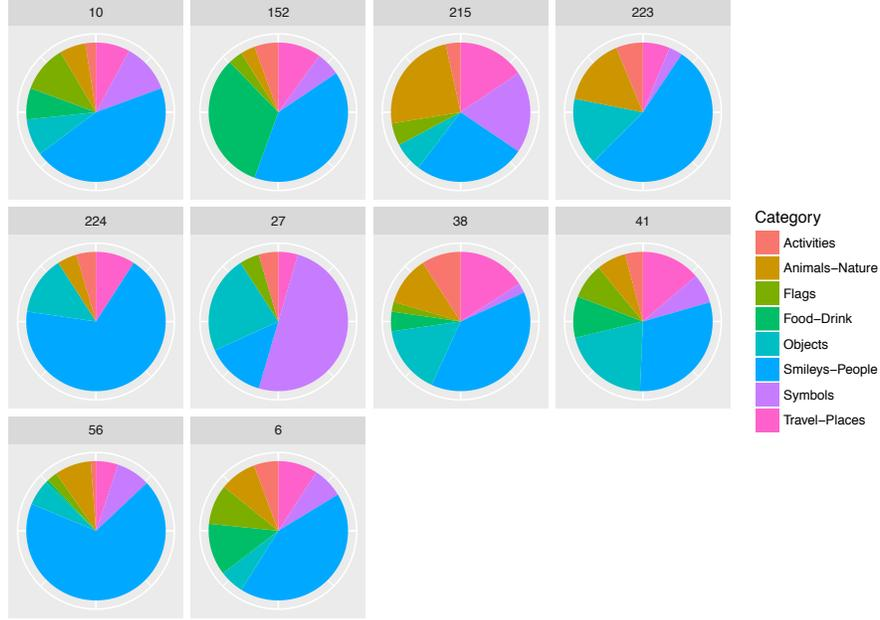 10
152
215
223
224
27
38
41
56
6
Category
Activities
Animals−Nature
Flags
Food−Drink
Objects
Smileys−People
Symbols
Travel−Places